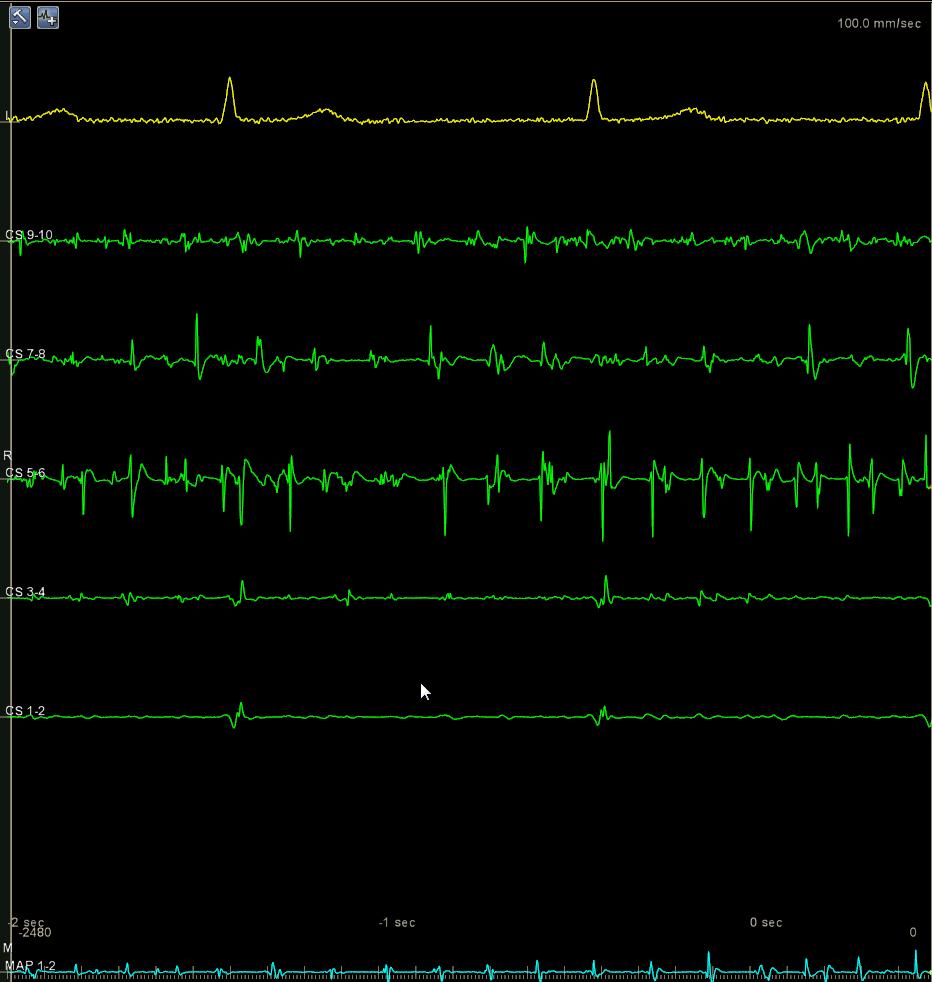 100.0 mm/sec
CS 9-10
CS 7-8
R
CS 5-6
CS 3-4
CS 1-2
-2 sec
-1 sec
0 sec
-2480
0
M
MAP 1-2